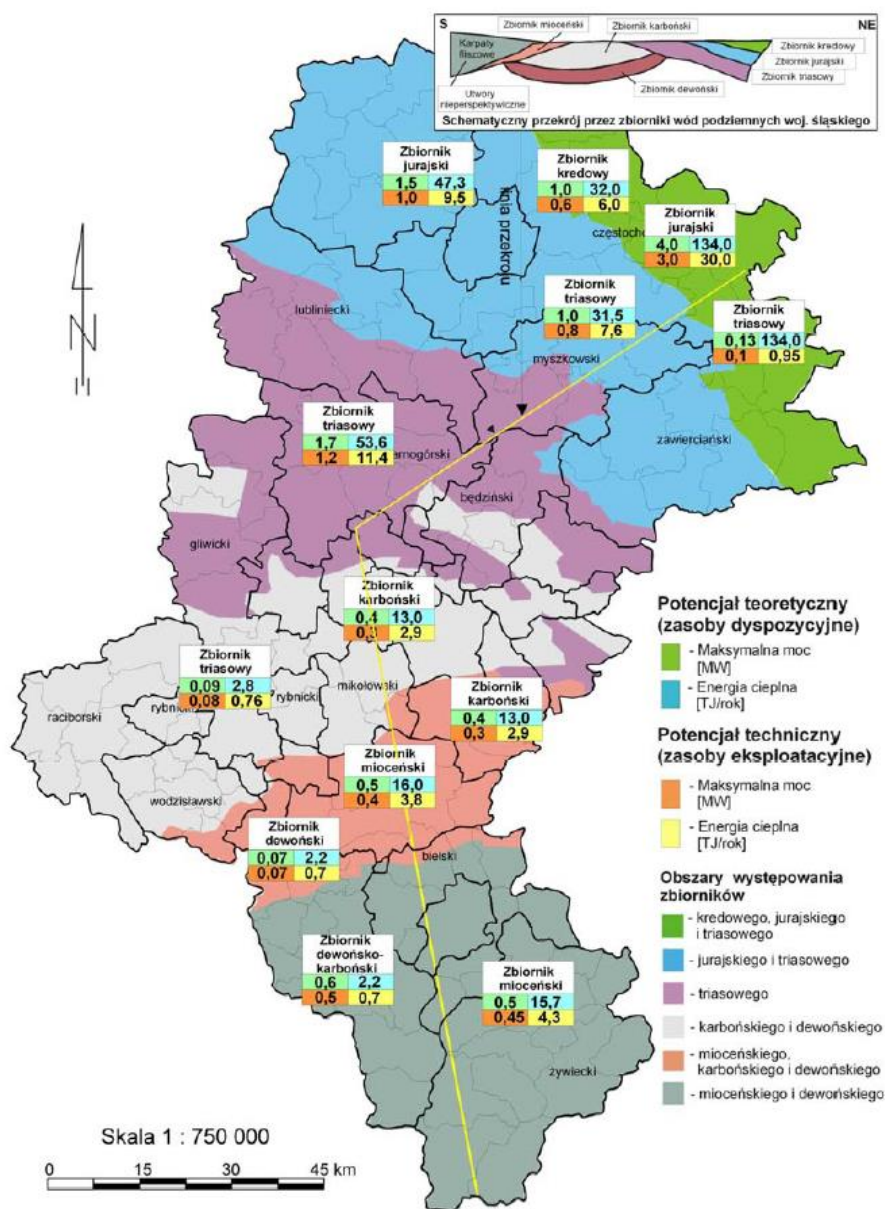 S
NE
Zbiornik mioceński
Zbiornik karboński
Karpaty
fliszowe
Zbiornik kredowy
Zbiornik jurajski
Zbiornik triasowy
Zbiornik dewoński
Utwory
nieperspektywiczne
Schematyczny przekrój przez zbiorniki wód podziemnych woj. śląskiego
Zbiornik
jurajski
1,5 47,3
1,0 9,5
linia przekroju
Zbiornik
kredowy
1,0 32,0
0,6 6,0
częstocho
Zbiornik
jurajski
4,0 134,0
3,0 30,0
N
lubliniecki
Zbiornik
triasowy
1,0 31,5
0,8 7,6
myszkowski
Zbiornik
triasowy
0,13 134,0
0,1 0,95
Zbiornik
triasowy
1,7 53,6
1,2 11,4
arnogórski
zawierciański
będziński
gliwicki
Zbiornik
karboński
0,4 13,0
0,3 2,9
Zbiornik
triasowy
0,09 2,8
0,08 0,76
raciborski
rybnic
rybnicki
mikołowski
Zbiornik
karboński
0,4 13,0
0,3 2,9
Zbiornik
mioceński
0,5 16,0
0,4 3,8
wodzisławski
Zbiornik
dewoński
0,07 2,2
0,07 0,7
bielski
Zbiornik
dewońsko-
karboński
0,6 2,2
0,5 0,7
Zbiornik
mioceński
0,5 15,7
0,45 4,3
żywiecki
Potencjał teoretyczny
(zasoby dyspozycyjne)
- Maksymalna moc
[MW]
- Energia cieplna
[TJ/rok]
Potencjał techniczny
(zasoby eksploatacyjne)
- Maksymalna moc
[MW]
- Energia cieplna
[TJ/rok]
Obszary występowania
zbiorników
- kredowego, jurajskiego
i triasowego
- jurajskiego i triasowego
- triasowego
- karbońskiego i dewońskiego
- mioceńskiego,
karbońskiego i dewońskiego
- mioceńskiego i dewońskiego
Skala 1 : 750 000
0 15 30 45 km